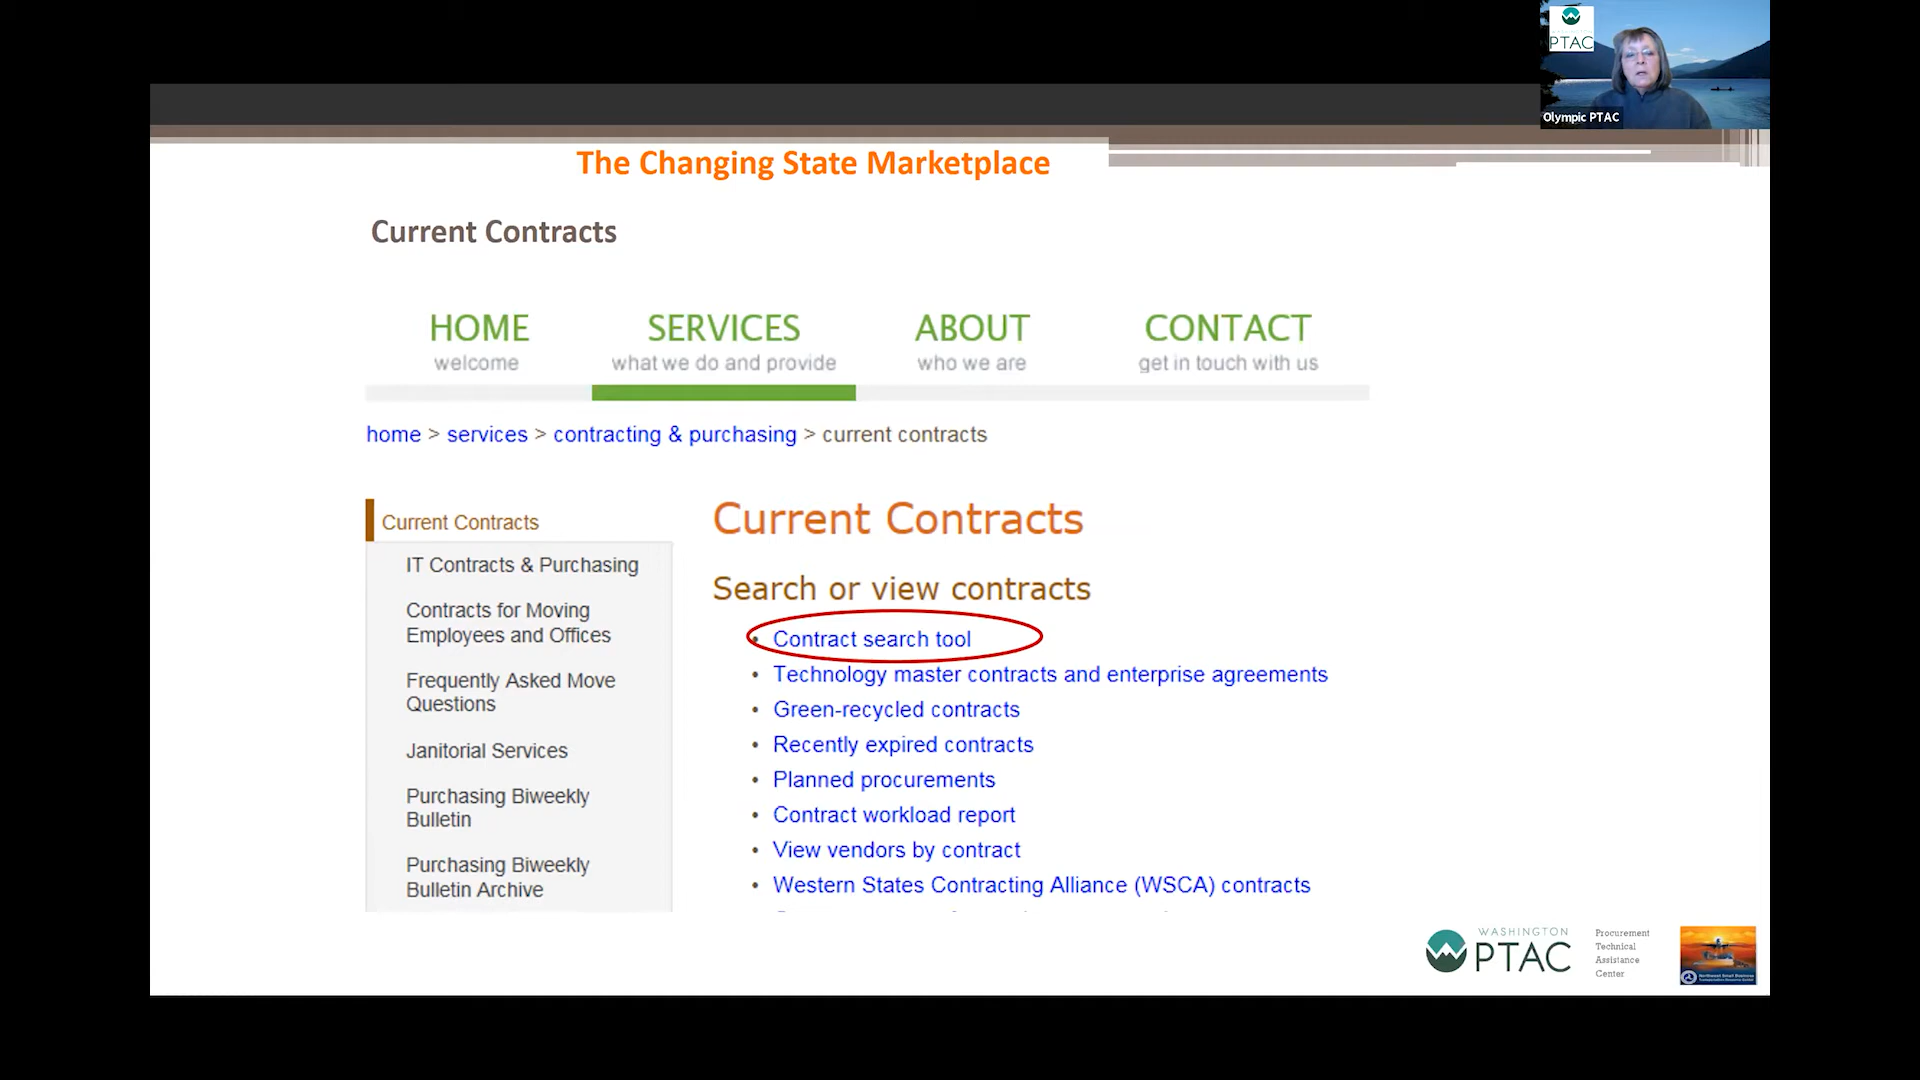 PTAC
Olympic PTAC
The Changing State Marketplace
Current Contracts
HOME SERVICES ABOUT CONTACT
welcome what we do and provide who we are get in touch with us
home > services > contracting & purchasing > current contracts
Current Contracts
IT Contracts & Purchasing
Contracts for Moving
Employees and Offices
Frequently Asked Move
Questions
Janitorial Services
Purchasing Biweekly
Bulletin
Purchasing Biweekly
Bulletin Archive
Current Contracts
Search or view contracts
• Contract search tool
• Technology master contracts and enterprise agreements
• Green-recycled contracts
• Recently expired contracts
• Planned procurements
• Contract workload report
• View vendors by contract
• Western States Contracting Alliance (WSCA) contracts
WASHINGTON
PTAC
Procurement
Technical
Assistance
Center
Northwest Small Business